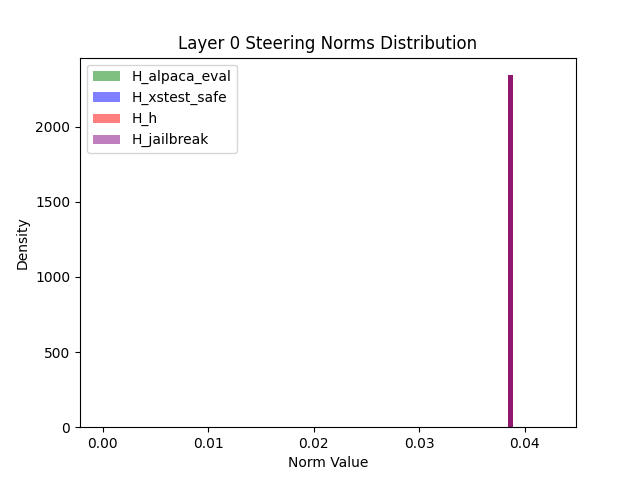 Layer 0 Steering Norms Distribution
H_alpaca_eval
H_xstest_safe
H_h
H_jailbreak
Density
2000
1500
1000
500
0
0.00 0.01 0.02 0.03 0.04
Norm Value